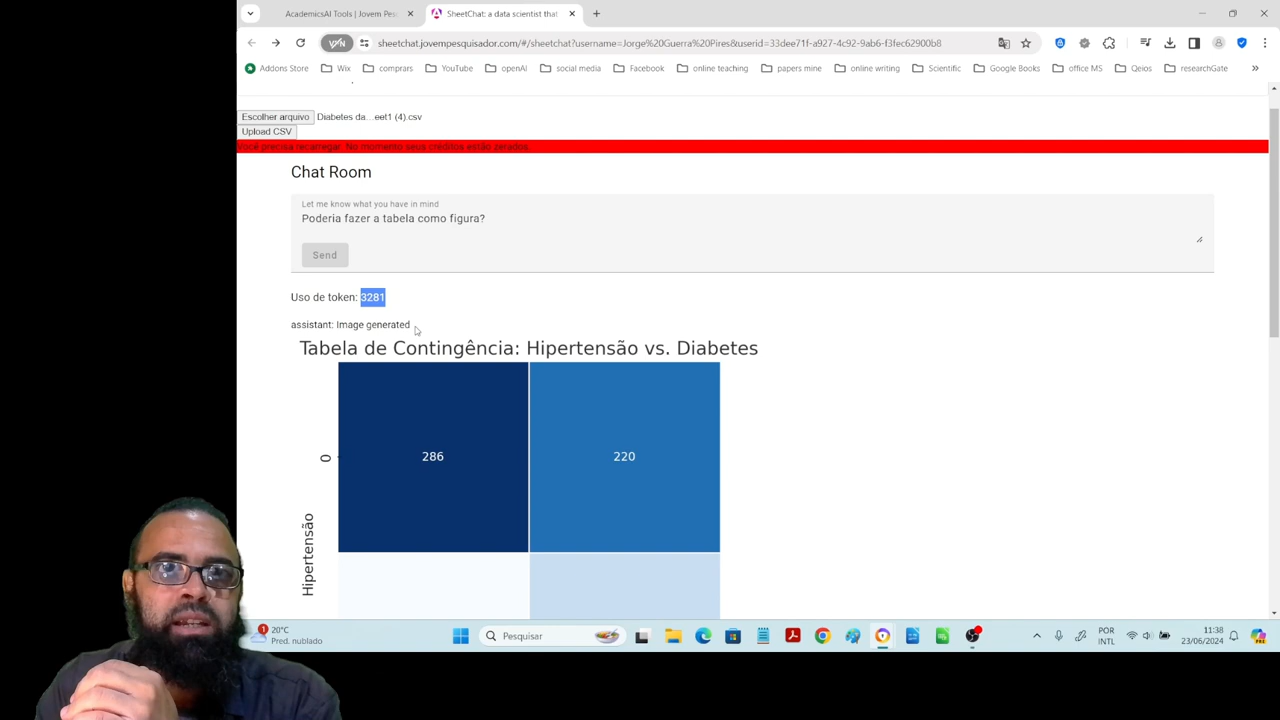 AcademicsAI Tools | Jovem Pes
SheetChat: a data scientist that
VPN
sheetchat.jovempesquisador.com/#/sheetchat?username=Jorge%20Guerra%20Pires&userid=33dee71f-a927-4c92-9ab6-f3fec62900b8
Addons Store Wix comprars YouTube openAI social media Facebook online teaching papers mine online writing Scientific Google Books office MS Qeios researchGate »
Escolher arquivo Diabetes da...eet1 (4).csv
Upload CSV
Você precisa recarregar. No momento seus créditos estão zerados.
Chat Room
Let me know what you have in mind
Poderia fazer a tabela como figura?
Send
Uso de token: 3281
assistant: Image generated
Tabela de Contingência: Hipertensão vs. Diabetes
286 220
0
Hipertensão
1
20°C
Pred. nublado
Pesquisar
POR
INTL
11:38
23/06/2024